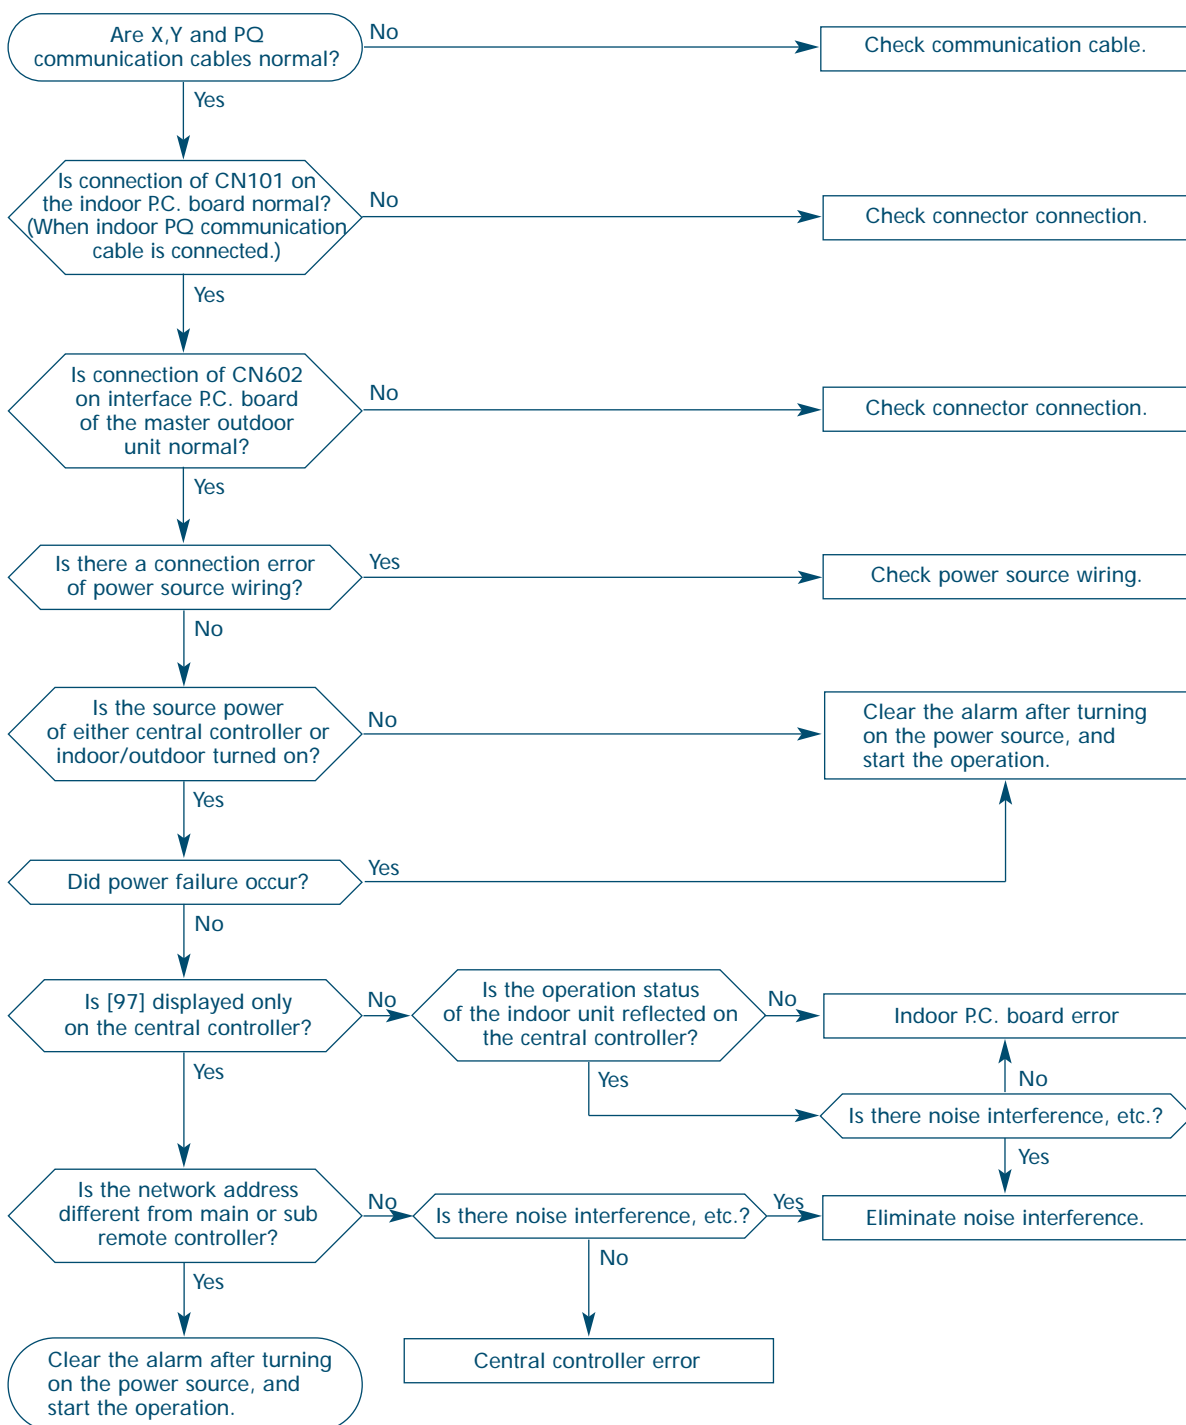 Are X,Y and PQ
communication cables normal?
No
Check communication cable.
Yes
Is connection of CN101 on
the indoor P.C. board normal?
(When indoor PQ communication
cable is connected.)
No
Check connector connection.
Yes
Is connection of CN602
on interface P.C. board
of the master outdoor
unit normal?
No
Check connector connection.
Yes
Is there a connection error
of power source wiring?
Yes
Check power source wiring.
No
Is the source power
of either central controller or
indoor/outdoor turned on?
No
Clear the alarm after turning
on the power source, and
start the operation.
Yes
Did power failure occur?
Yes
No
Is [97] displayed only
on the central controller?
No
Is the operation status
of the indoor unit reflected on
the central controller?
No
Indoor P.C. board error
Yes
Yes
No
Is there noise interference, etc.?
Yes
Is the network address
different from main or sub
remote controller?
No
Is there noise interference, etc.?
Yes
Eliminate noise interference.
Yes
No
Clear the alarm after turning
on the power source, and
start the operation.
Central controller error